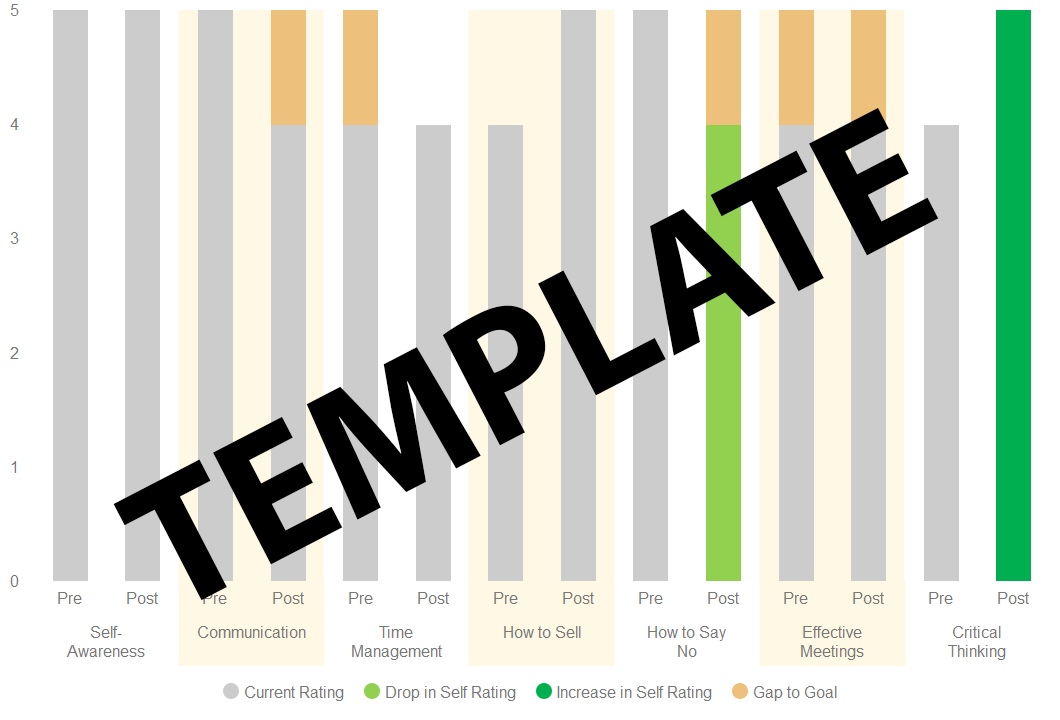 5
4
3
2
1
0
TEMPLATE
Pre Post Pre Post Pre Post Pre Post Pre Post Pre Post Pre Post
Self-
Awareness
Communication
Time
Management
How to Sell
How to Say
No
Effective
Meetings
Critical
Thinking
Current Rating Drop in Self Rating Increase in Self Rating Gap to Goal